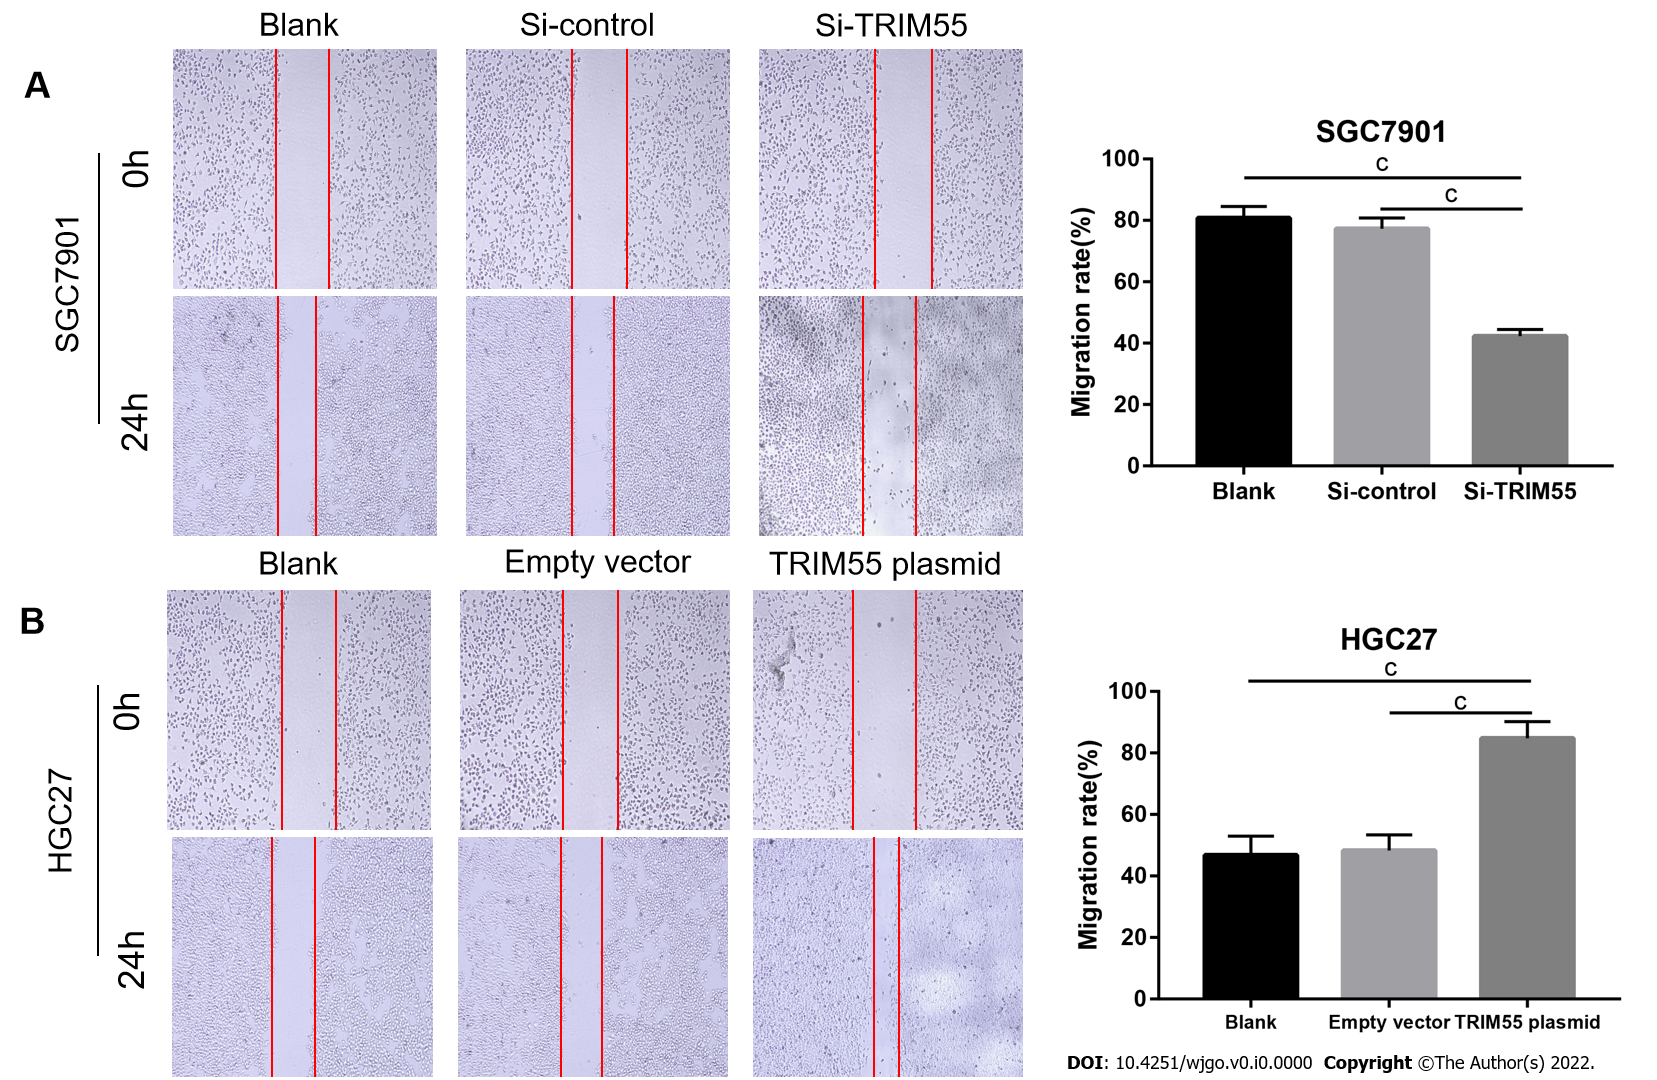 Blank
Si-control
Si-TRIM55
A
0h
SGC7901
24h
SGC7901
c
c
Migration rate(%)
100
80
60
40
20
0
Blank
Si-control
Si-TRIM55
Blank
Empty vector
TRIM55 plasmid
B
0h
HGC27
24h
HGC27
c
c
Migration rate(%)
100
80
60
40
20
0
Blank
Empty vector
TRIM55 plasmid
DOI: 10.4251/wjgo.v0.i0.0000 Copyright ©The Author(s) 2022.